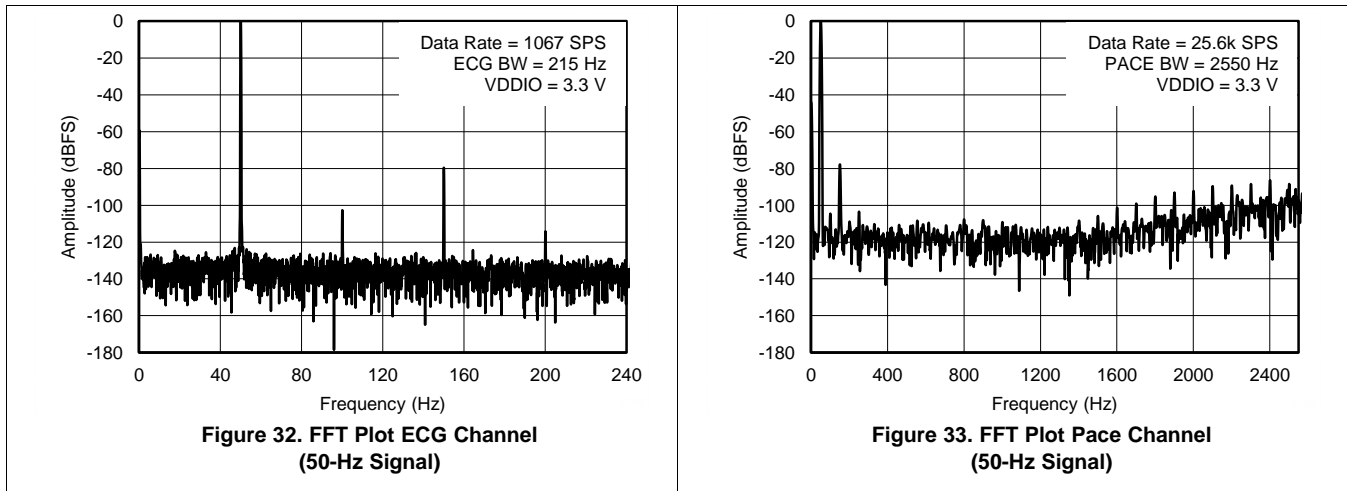 0
-20
-40
-60
-80
-100
-120
-140
-160
-180
Amplitude (dBFS)
Data Rate = 1067 SPS
ECG BW = 215 Hz
VDDIO = 3.3 V
0 40 80 120 160 200 240
Frequency (Hz)
Figure 32. FFT Plot ECG Channel
(50-Hz Signal)
0
-20
-40
-60
-80
-100
-120
-140
-160
-180
Amplitude (dBFS)
Data Rate = 25.6k SPS
PACE BW = 2550 Hz
VDDIO = 3.3 V
0 400 800 1200 1600 2000 2400
Frequency (Hz)
Figure 33. FFT Plot Pace Channel
(50-Hz Signal)